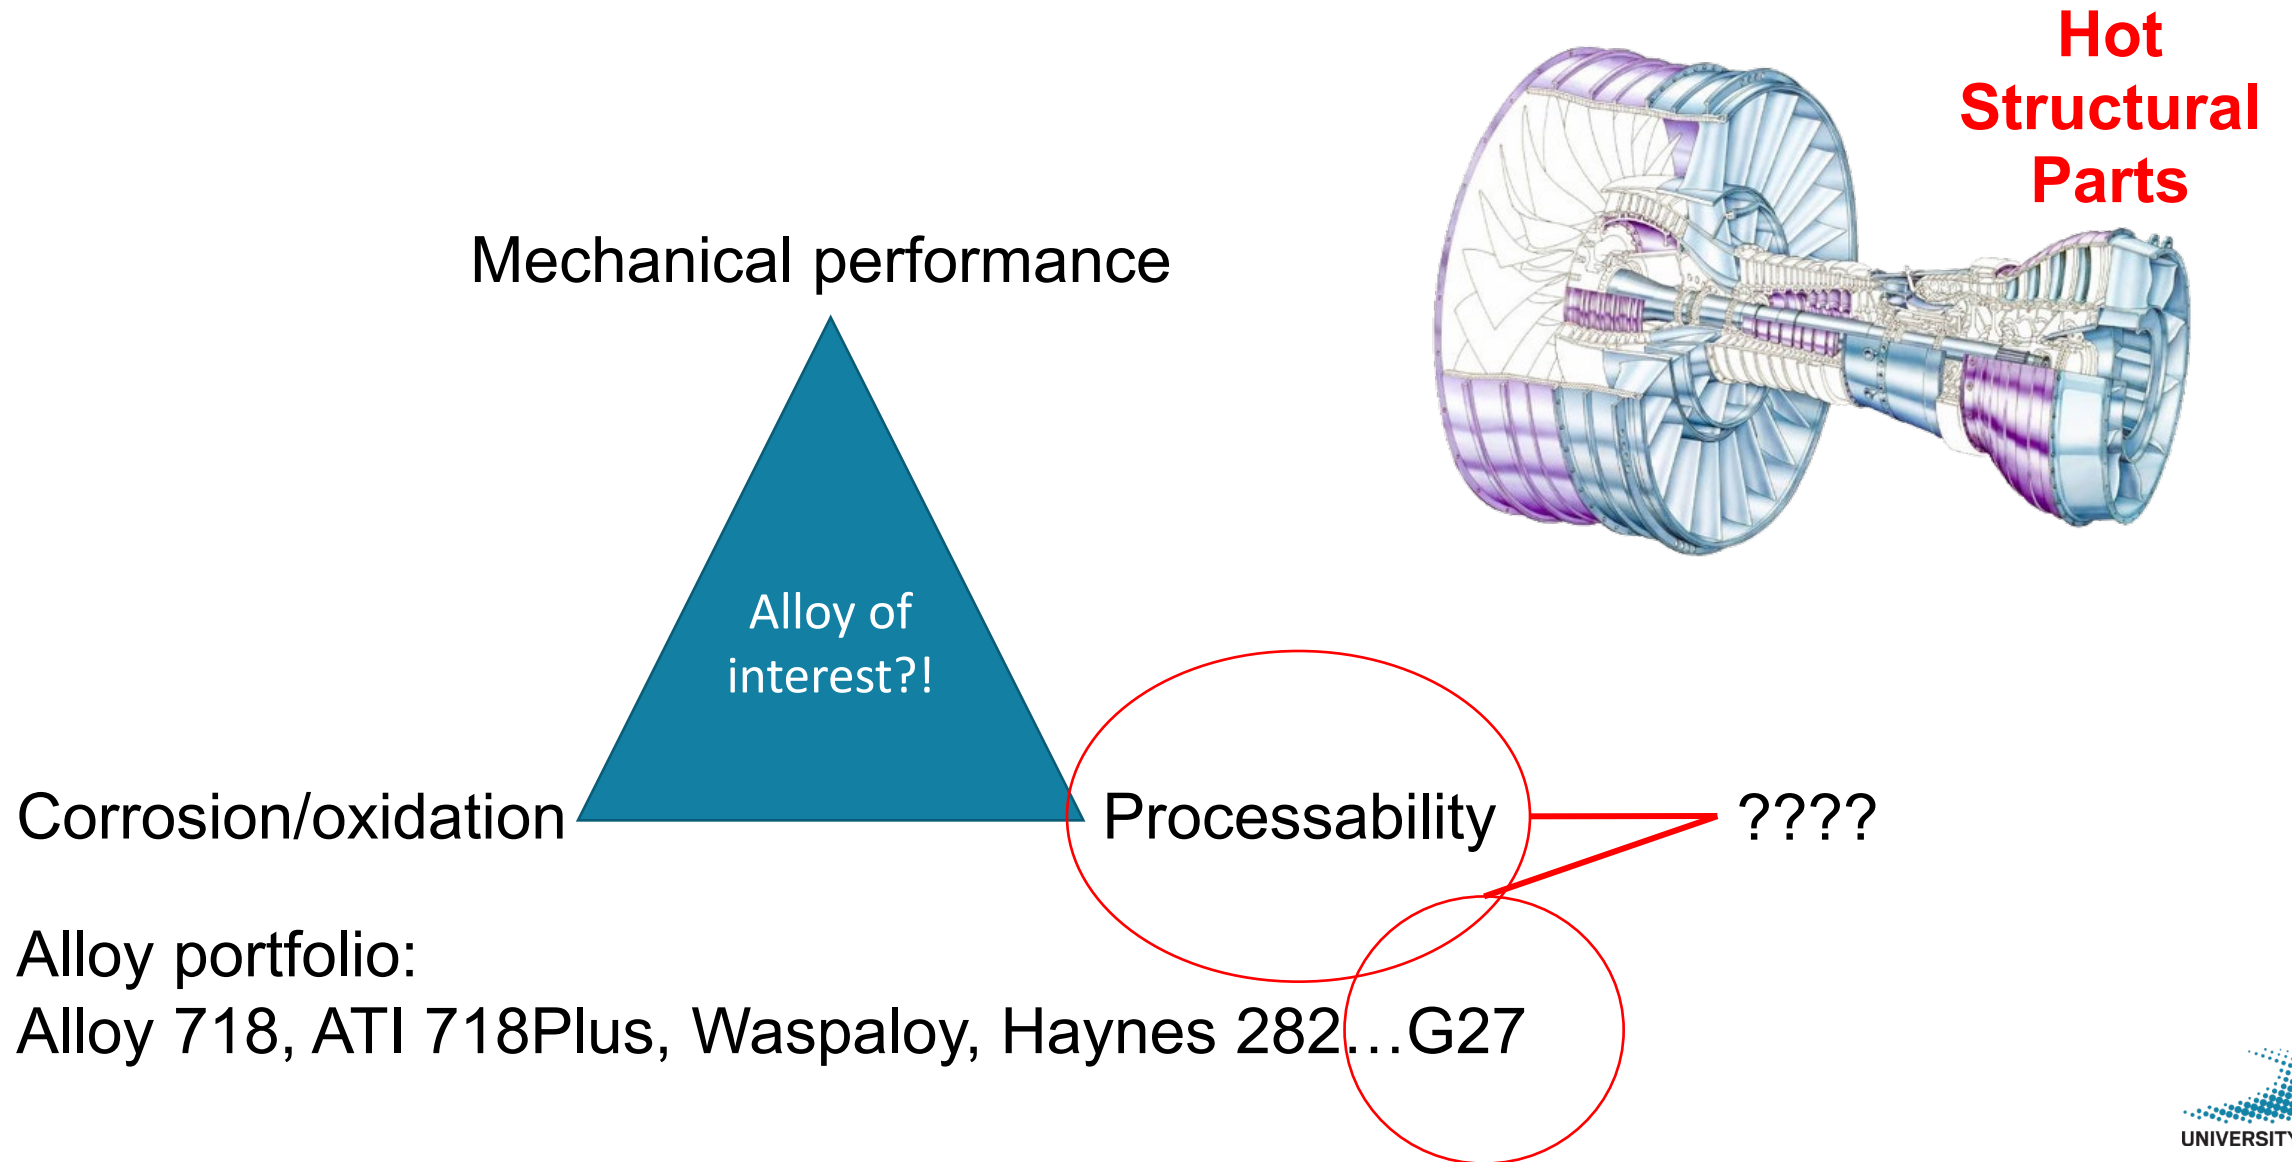 Hot
Structural
Parts
Mechanical performance
Alloy of
interest?!
Corrosion/oxidation
Processability
????
Alloy portfolio:
Alloy 718, ATI 718Plus, Waspaloy, Haynes 282…G27
UNIVERSITY